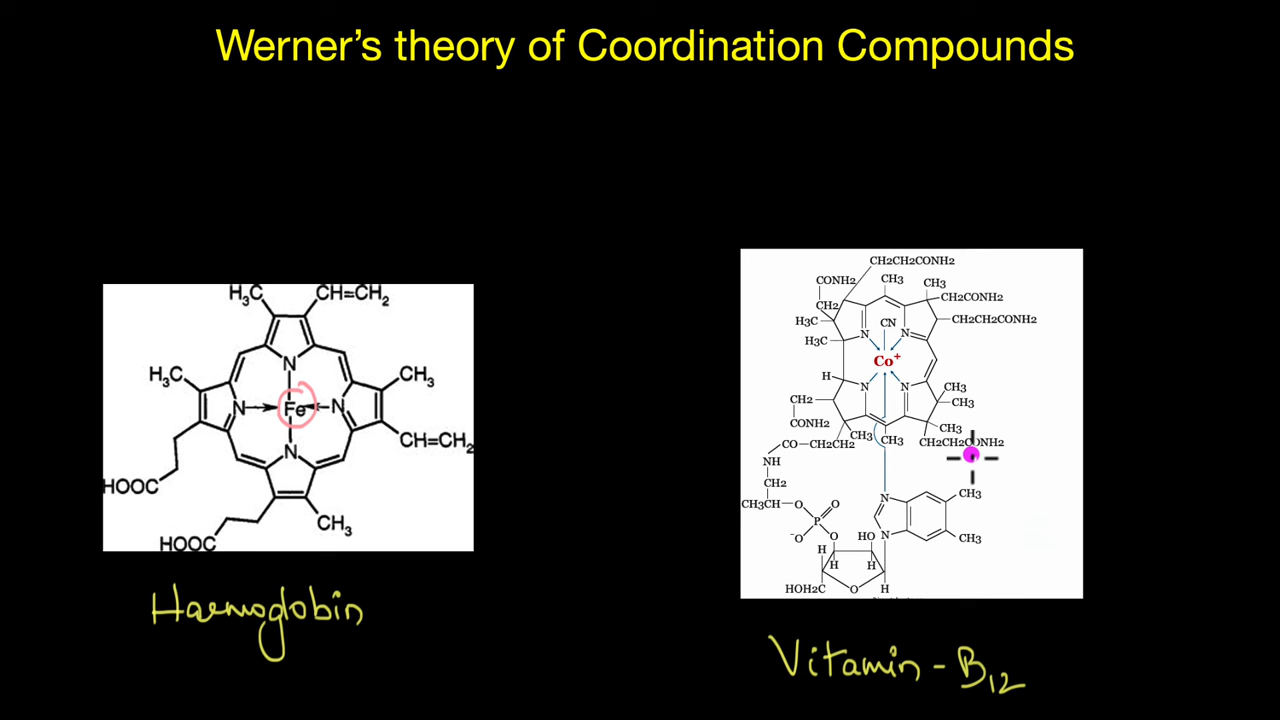 Werner's theory of Coordination Compounds
H₃C CH=CH₂
N
H₃C CH₃
N Fe N
N
CH=CH₂
HOOC
CH₃
HOOC
Haemoglobin
CH2CH2CONH2
CONH2 CH3 CH3
CH2 CH2CONH2
H3C CN CH2CH2CONH2
N N
H3C
Co⁺
H N N CH3
CH2 CH3
CONH2 CH3
CH3 CH3 CH2CH2CONH2
CO CH2CH2
NH
CH2 N CH3
CH3CH O O
P
⁻O O HO N CH3
H H
H H
HOH2C O H
Vitamin-B₁₂